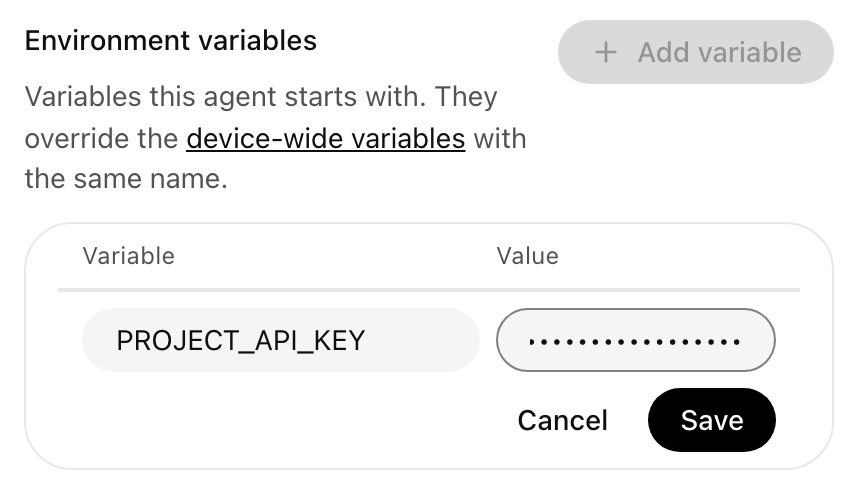 Environment variables
+ Add variable
Variables this agent starts with. They
override the device-wide variables with
the same name.
Variable
Value
PROJECT_API_KEY
•••••••••••••••••
Cancel
Save